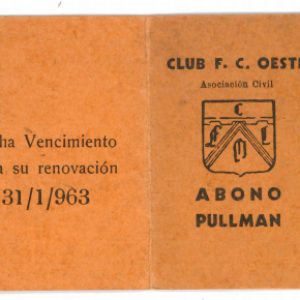 ha Vencimiento
a su renovación
31/1/963
CLUB F. C. OESTE
Asociación Civil
C
F O
L
ABONO
PULLMAN